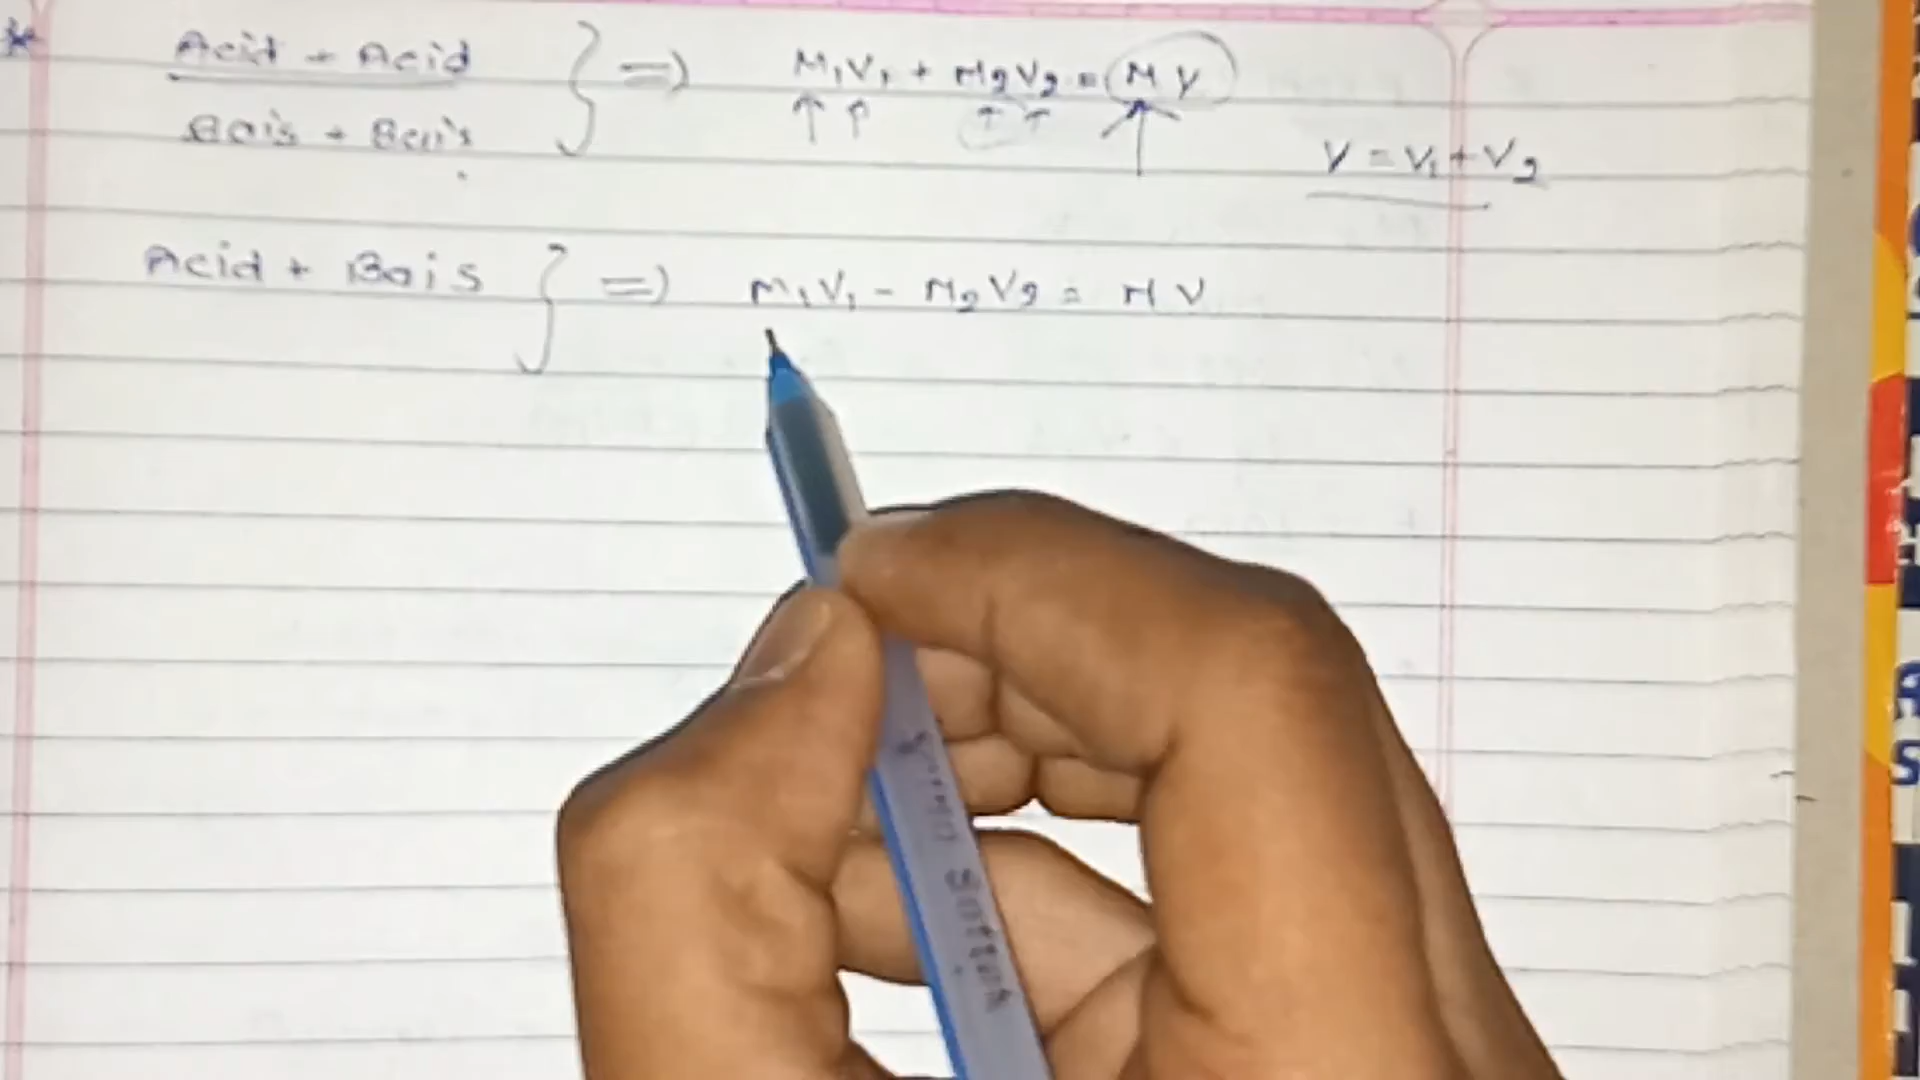 * Acid + Acid } => M₁V₁ + M₂V₂ = MV
Bais + Bais
V = V₁ + V₂
Acid + Bais } => M₁V₁ - M₂V₂ = MV